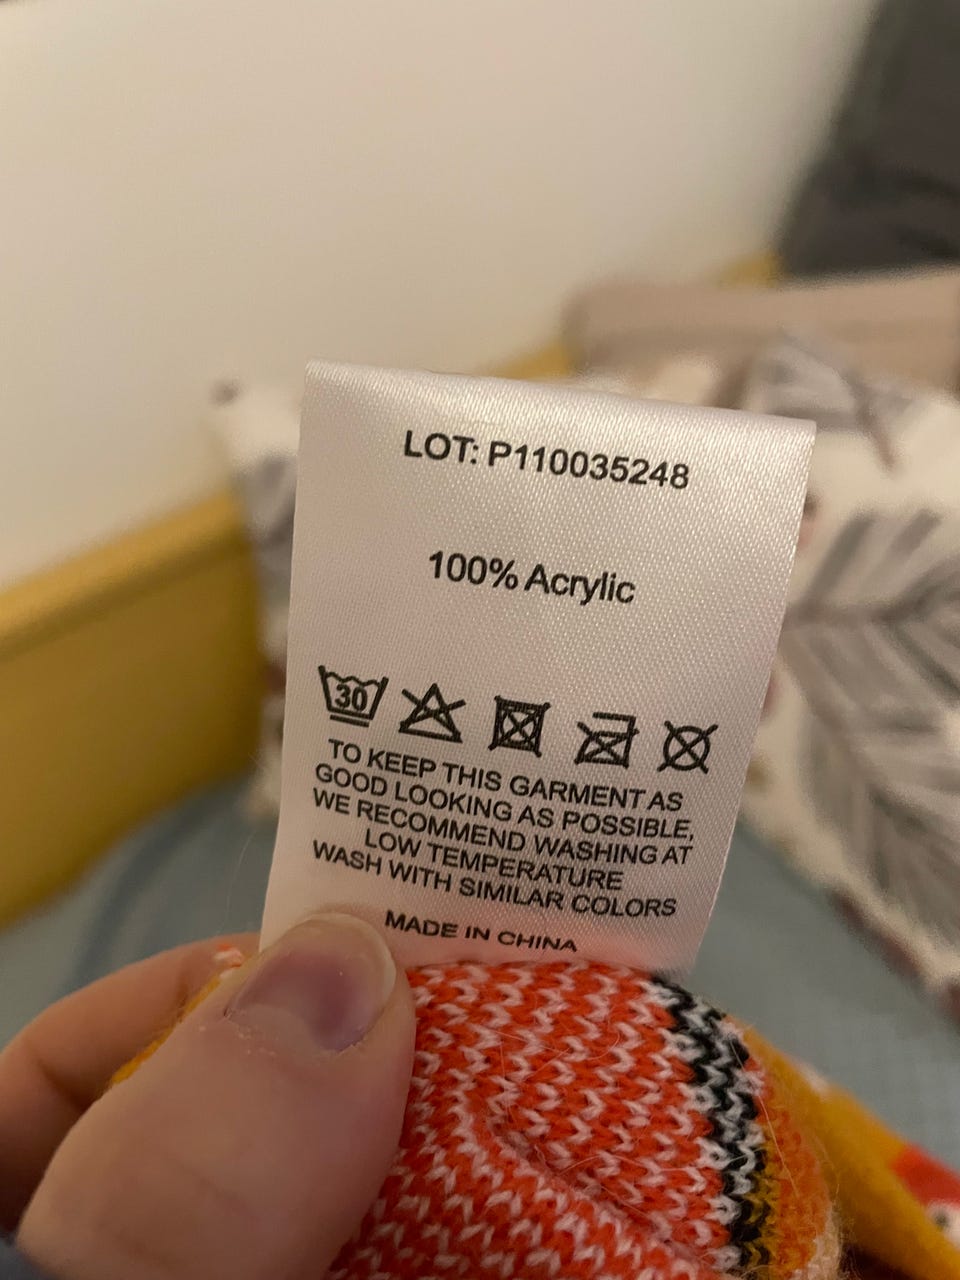 LOT: P110035248
100% Acrylic
30
TO KEEP THIS GARMENT AS
GOOD LOOKING AS POSSIBLE,
WE RECOMMEND WASHING AT
LOW TEMPERATURE
WASH WITH SIMILAR COLORS
MADE IN CHINA